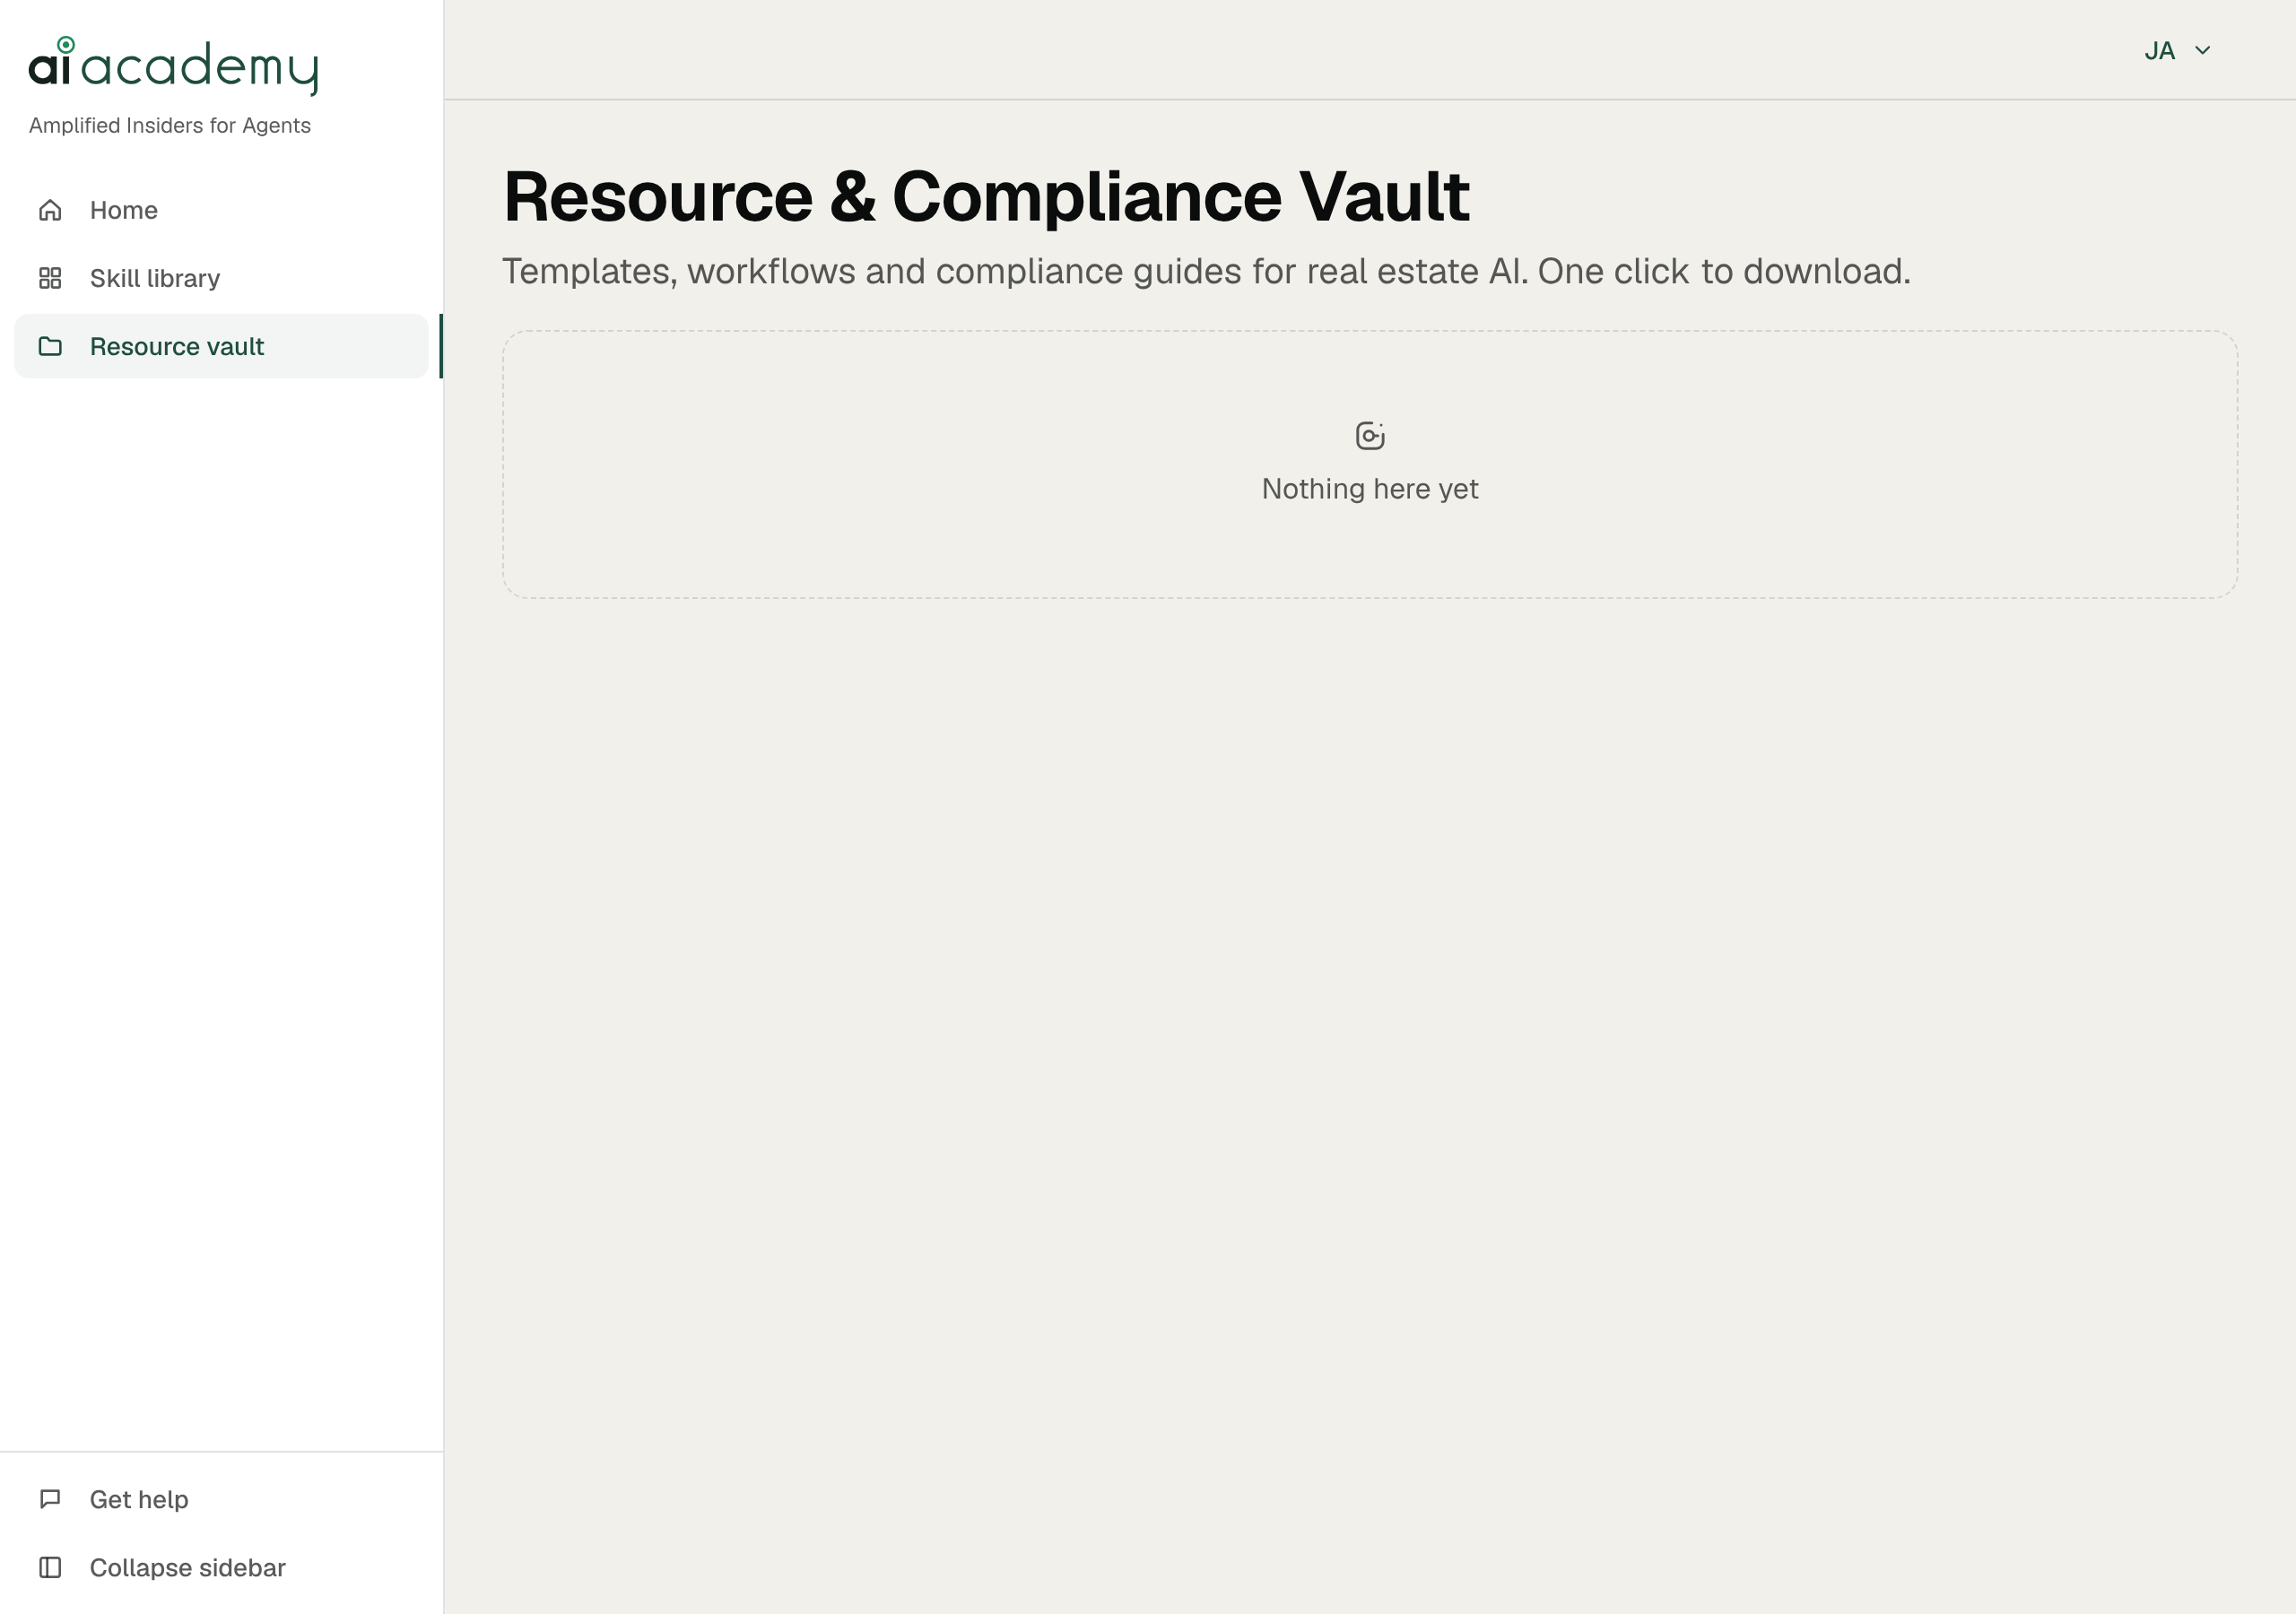 ai academy
Amplified Insiders for Agents
Home
Skill library
Resource vault
Get help
Collapse sidebar
JA
Resource & Compliance Vault
Templates, workflows and compliance guides for real estate AI. One click to download.
Nothing here yet